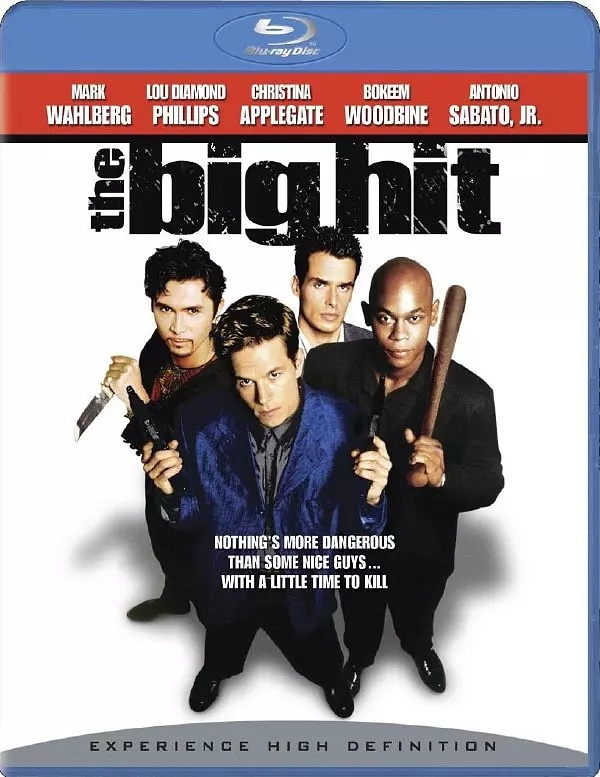 Blu-ray Disc
TM
MARK LOU DIAMOND CHRISTINA BOKEEM ANTONIO
WAHLBERG PHILLIPS APPLEGATE WOODBINE SABATO, JR.
the big hit
NOTHING'S MORE DANGEROUS
THAN SOME NICE GUYS...
WITH A LITTLE TIME TO KILL
EXPERIENCE HIGH DEFINITION